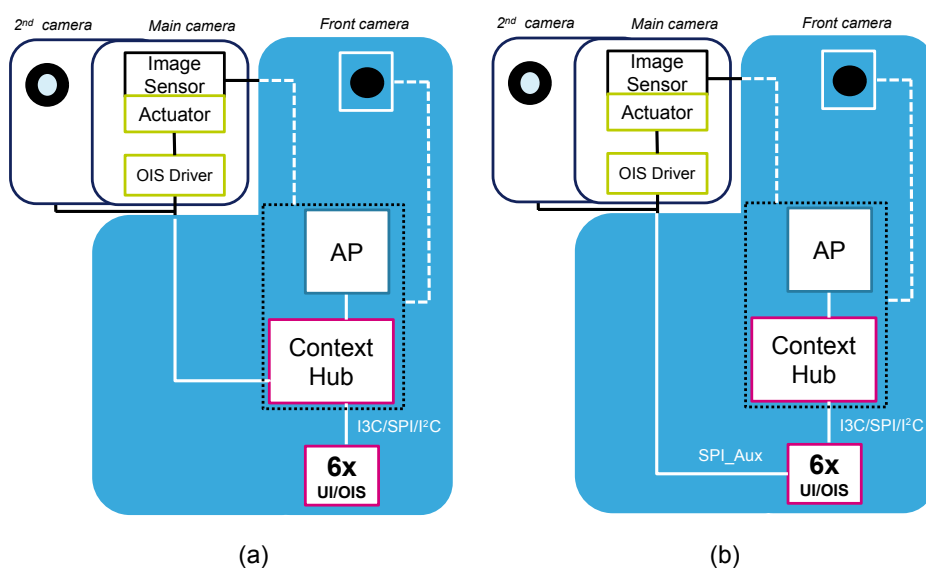 2nd camera
Main camera
Front camera
Image
Sensor
Actuator
OIS Driver
AP
Context
Hub
I3C/SPI/I²C
6x
UI/OIS
(a)
2nd camera
Main camera
Front camera
Image
Sensor
Actuator
OIS Driver
AP
Context
Hub
I3C/SPI/I²C
SPI_Aux
6x
UI/OIS
(b)